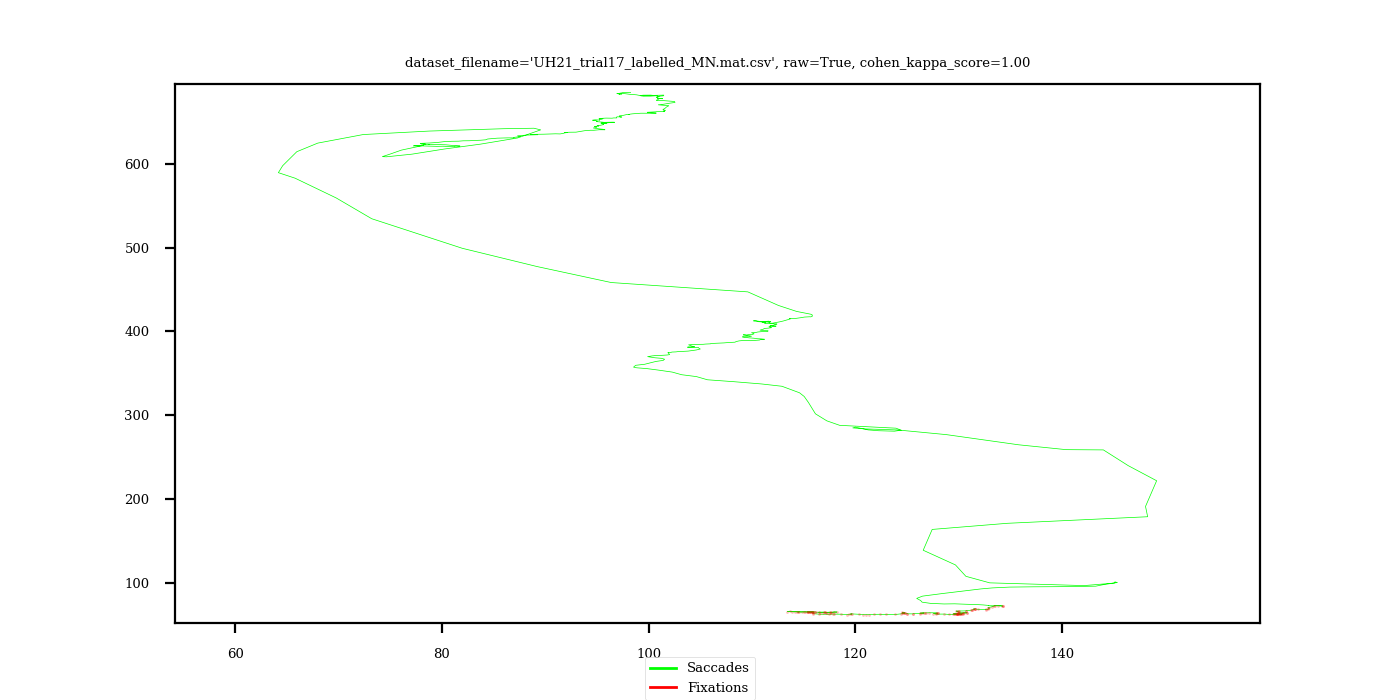 dataset_filename='UH21_trial17_labelled_MN.mat.csv', raw=True, cohen_kappa_score=1.00
600
500
400
300
200
100
60 80 100 120 140
Saccades
Fixations